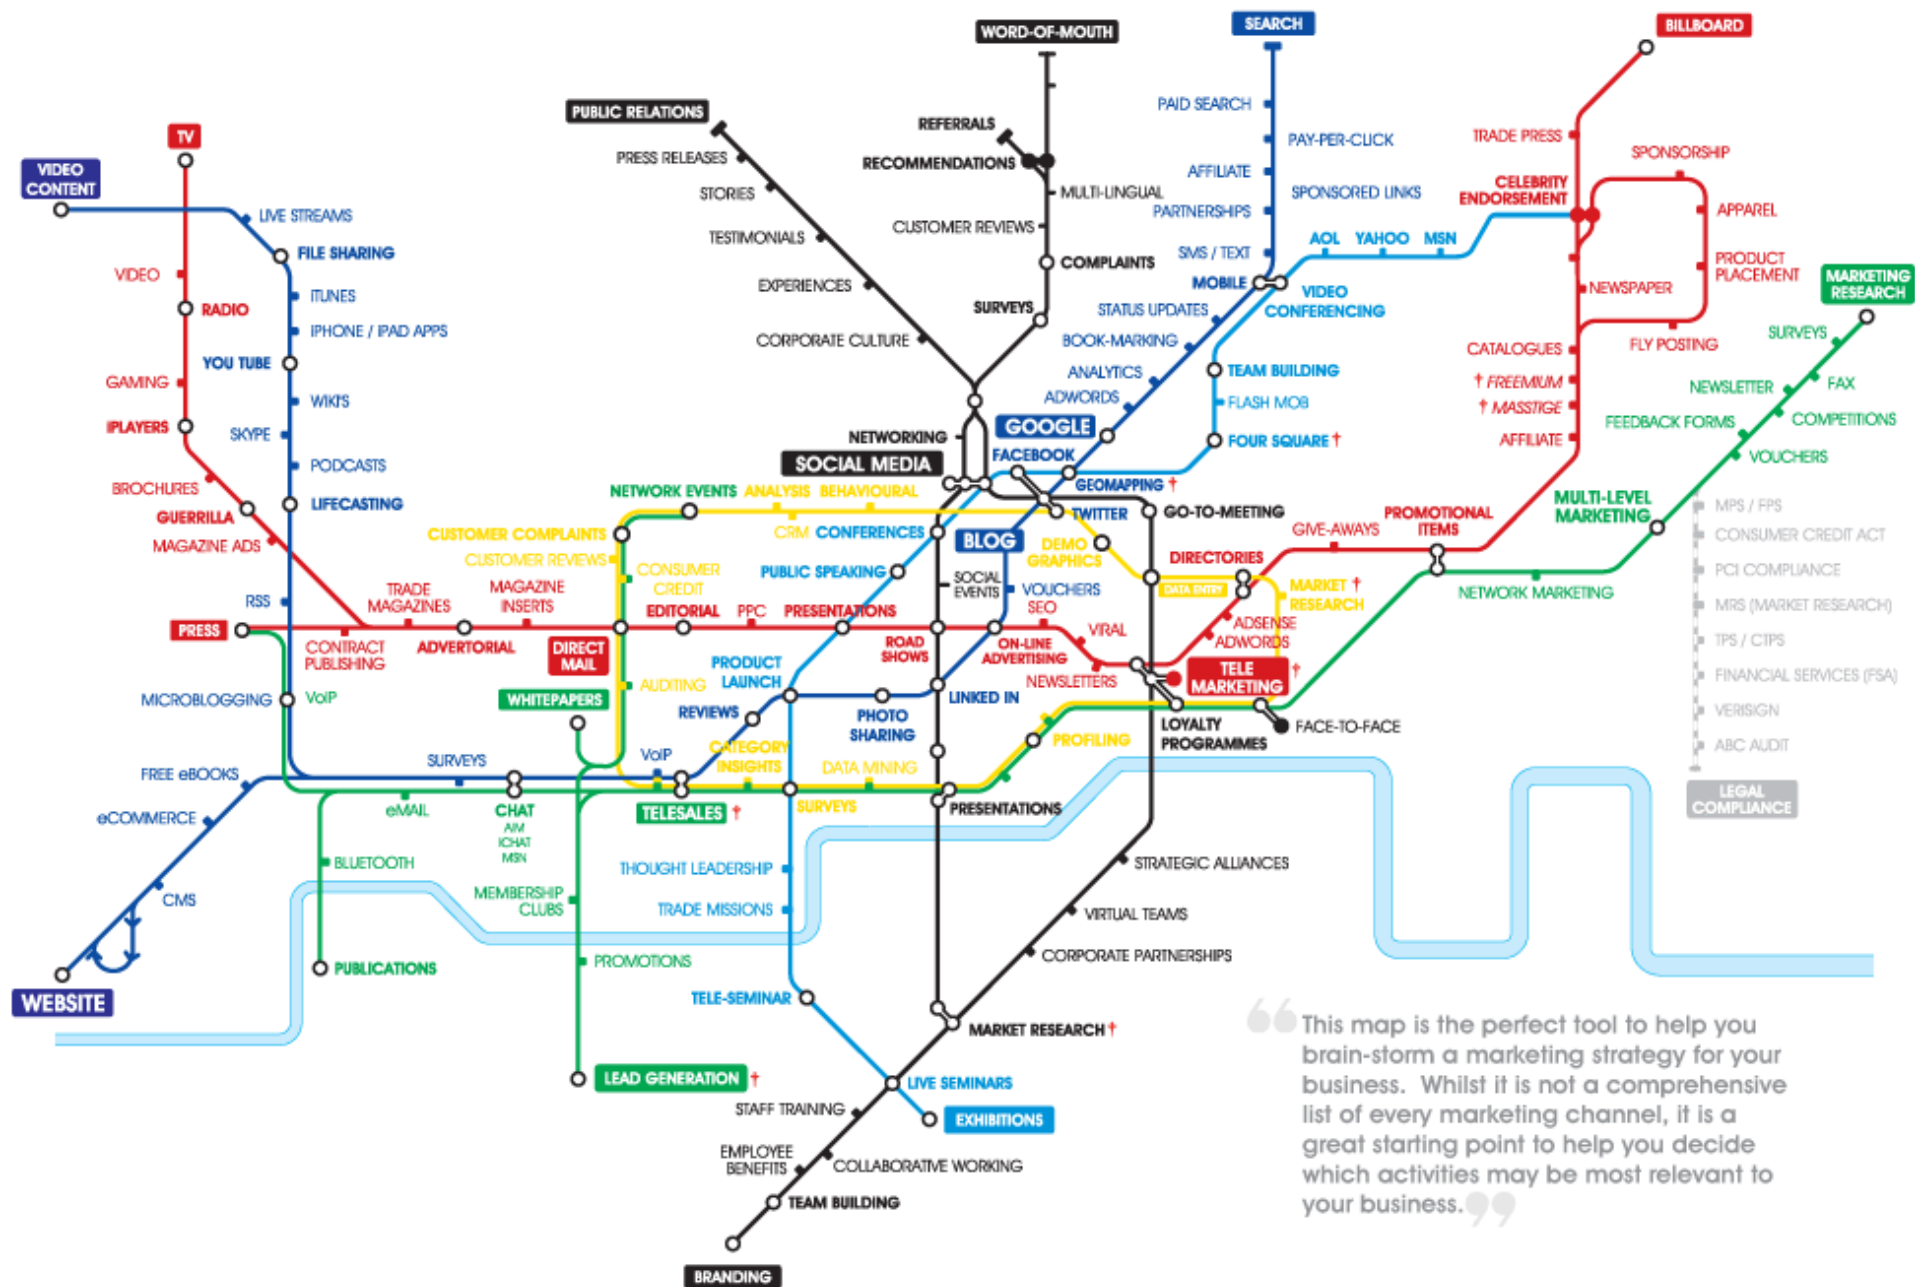 WORD-OF-MOUTH
SEARCH
BILLBOARD
PUBLIC RELATIONS
PRESS RELEASES
STORIES
TESTIMONIALS
EXPERIENCES
CORPORATE CULTURE
REFERRALS
RECOMMENDATIONS
MULTI-LINGUAL
CUSTOMER REVIEWS
COMPLAINTS
SURVEYS
PAID SEARCH
PAY-PER-CLICK
AFFILIATE
SPONSORED LINKS
PARTNERSHIPS
SMS / TEXT
MOBILE
VIDEO
CONFERENCING
AOL
YAHOO
MSN
STATUS UPDATES
BOOK-MARKING
ANALYTICS
ADWORDS
GOOGLE
TEAM BUILDING
FLASH MOB
FOUR SQUARE †
TRADE PRESS
SPONSORSHIP
CELEBRITY
ENDORSEMENT
APPAREL
PRODUCT
PLACEMENT
NEWSPAPER
FLY POSTING
CATALOGUES
† FREEMIUM
† MASSTIGE
AFFILIATE
MARKETING
RESEARCH
SURVEYS
FAX
NEWSLETTER
COMPETITIONS
FEEDBACK FORMS
VOUCHERS
MULTI-LEVEL
MARKETING
TV
VIDEO
CONTENT
LIVE STREAMS
FILE SHARING
VIDEO
ITUNES
RADIO
IPHONE / IPAD APPS
YOU TUBE
GAMING
WIKI'S
IPLAYERS
SKYPE
PODCASTS
BROCHURES
LIFECASTING
GUERRILLA
MAGAZINE ADS
NETWORKING
SOCIAL MEDIA
FACEBOOK
GEOMAPPING †
TWITTER
GO-TO-MEETING
NETWORK EVENTS
ANALYSIS
BEHAVIOURAL
CRM
CONFERENCES
BLOG
DEMO
GRAPHICS
CUSTOMER COMPLAINTS
CUSTOMER REVIEWS
CONSUMER
CREDIT
PUBLIC SPEAKING
SOCIAL
EVENTS
VOUCHERS
DIRECTORIES
DATA ENTRY
MARKET †
RESEARCH
GIVE-AWAYS
PROMOTIONAL
ITEMS
NETWORK MARKETING
MPS / FPS
CONSUMER CREDIT ACT
PCI COMPLIANCE
MRS (MARKET RESEARCH)
TPS / CTPS
FINANCIAL SERVICES (FSA)
VERISIGN
ABC AUDIT
LEGAL
COMPLIANCE
RSS
PRESS
CONTRACT
PUBLISHING
TRADE
MAGAZINES
ADVERTORIAL
MAGAZINE
INSERTS
DIRECT
MAIL
EDITORIAL
PPC
PRESENTATIONS
ROAD
SHOWS
SEO
ON-LINE
ADVERTISING
VIRAL
NEWSLETTERS
ADSENSE
ADWORDS
TELE
MARKETING †
MICROBLOGGING
VoIP
WHITEPAPERS
AUDITING
PRODUCT
LAUNCH
REVIEWS
PHOTO
SHARING
LINKED IN
LOYALTY
PROGRAMMES
FACE-TO-FACE
PROFILING
FREE eBOOKS
SURVEYS
VoIP
CATEGORY
INSIGHTS
DATA MINING
eCOMMERCE
eMAIL
CHAT
AIM
ICHAT
MSN
TELESALES †
SURVEYS
PRESENTATIONS
BLUETOOTH
CMS
MEMBERSHIP
CLUBS
THOUGHT LEADERSHIP
TRADE MISSIONS
STRATEGIC ALLIANCES
VIRTUAL TEAMS
CORPORATE PARTNERSHIPS
PUBLICATIONS
PROMOTIONS
WEBSITE
TELE-SEMINAR
MARKET RESEARCH †
LEAD GENERATION †
LIVE SEMINARS
STAFF TRAINING
EXHIBITIONS
EMPLOYEE
BENEFITS
COLLABORATIVE WORKING
TEAM BUILDING
BRANDING
“This map is the perfect tool to help you
brain-storm a marketing strategy for your
business. Whilst it is not a comprehensive
list of every marketing channel, it is a
great starting point to help you decide
which activities may be most relevant to
your business.”